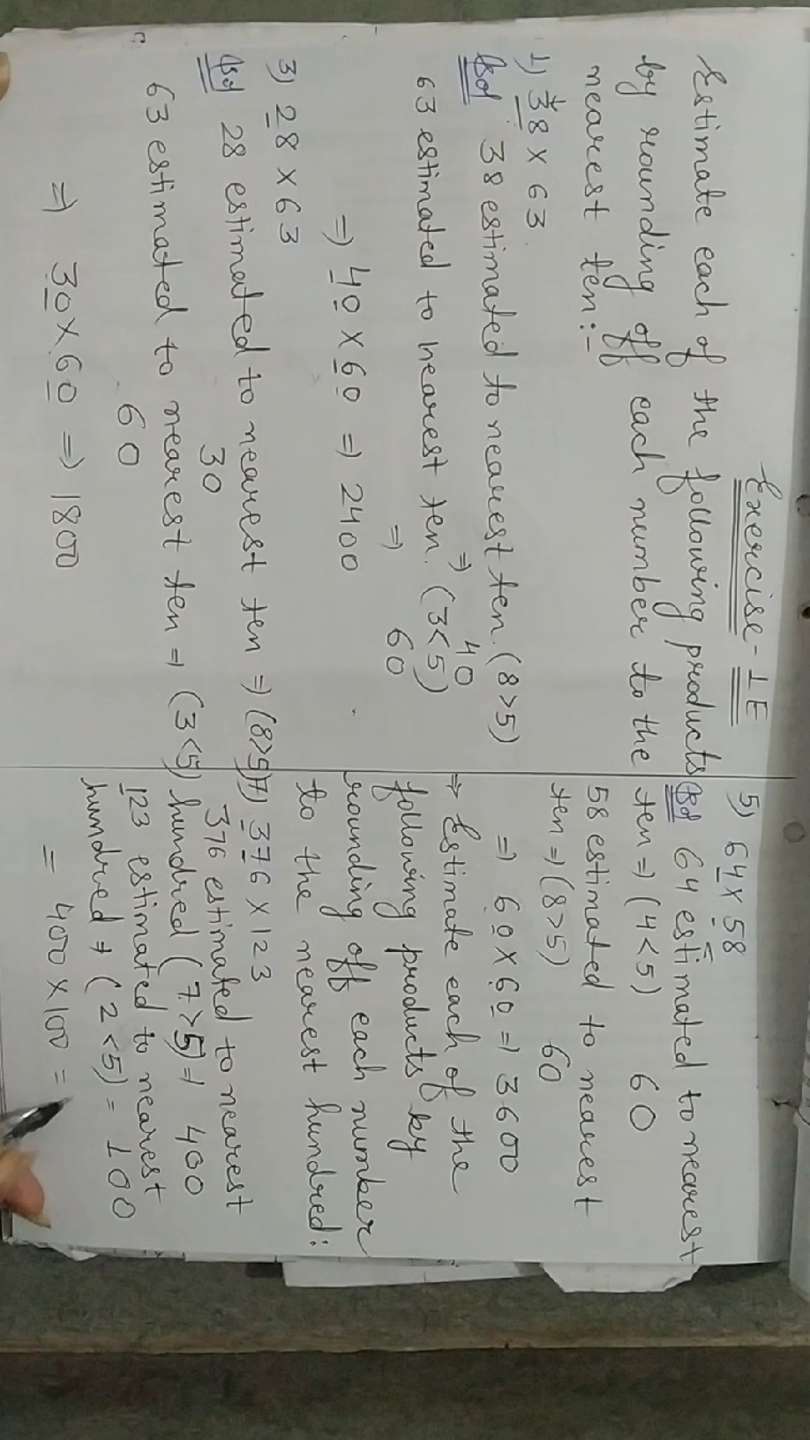 Exercise - 1E
Estimate each of the following products
by rounding off each number to the
nearest ten:-
1) 38 x 63
Sol 38 estimated to nearest ten. (8>5)
=> 40
63 estimated to nearest ten. (3<5)
=> 60
=> 40 x 60 => 2400
3) 28 x 63
Sol 28 estimated to nearest ten => (8>5)
30
63 estimated to nearest ten => (3<5)
60
=> 30 x 60 => 1800
5) 64 x 58
Sol 64 estimated to nearest
ten => (4<5) 60
58 estimated to nearest
ten => (8>5) 60
=> 60 x 60 => 3600
=> Estimate each of the
following products by
rounding off each number
to the nearest hundred:
7) 376 x 123
376 estimated to nearest
hundred (7>5) => 400
123 estimated to nearest
hundred => (2<5) = 100
= 400 x 100 =